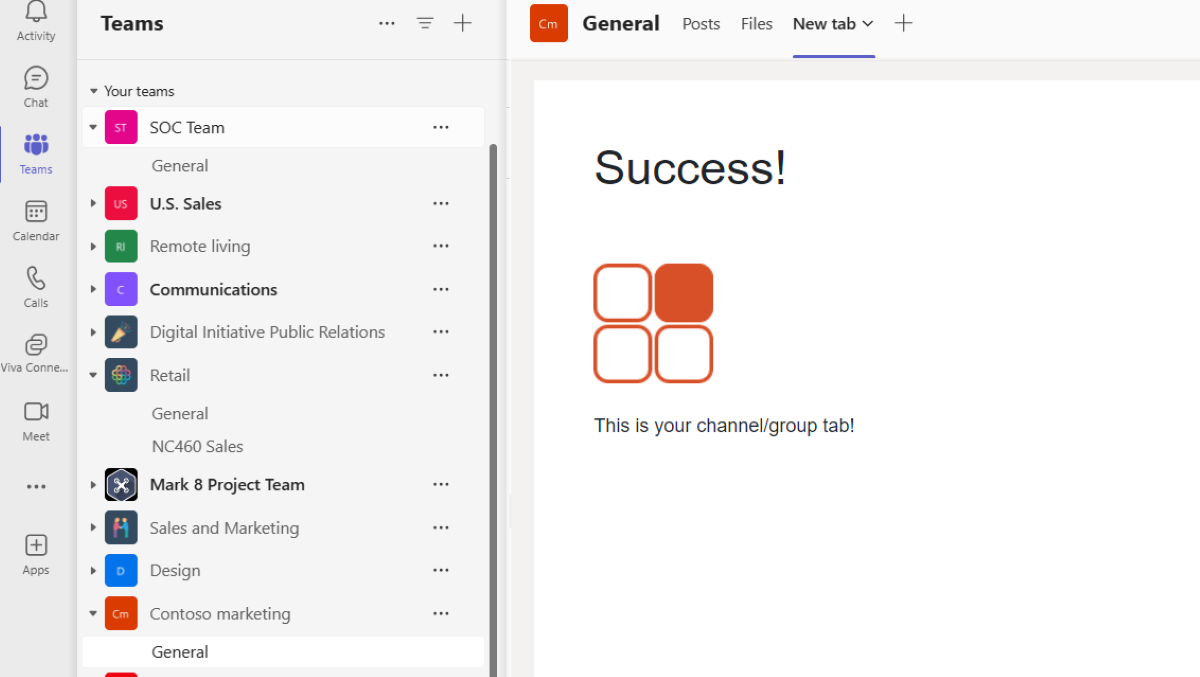 Activity
Chat
Teams
Calendar
Calls
Viva Conne...
Meet
Apps
Teams
Your teams
ST SOC Team
General
US U.S. Sales
Rl Remote living
C Communications
Digital Initiative Public Relations
Retail
General
NC460 Sales
Mark 8 Project Team
Sales and Marketing
D Design
Cm Contoso marketing
General
Cm General Posts Files New tab
Success!
This is your channel/group tab!